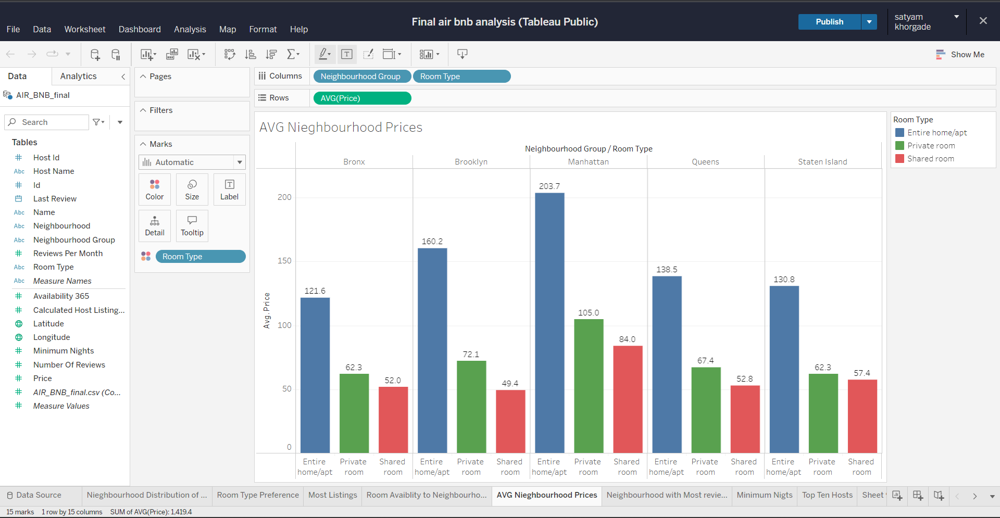 Final air bnb analysis (Tableau Public)
Publish
satyam
khorgade
File Data Worksheet Dashboard Analysis Map Format Help
Show Me
Data Analytics
AIR_BNB_final
Search
Tables
Host Id
Abc Host Name
Id
Last Review
Abc Name
Abc Neighbourhood
Abc Neighbourhood Group
Reviews Per Month
Abc Room Type
Abc Measure Names
Availability 365
Calculated Host Listing...
Latitude
Longitude
Minimum Nights
Number Of Reviews
Price
AIR_BNB_final.csv (Co...
Measure Values
Pages
Filters
Marks
Automatic
Color Size Label
Detail Tooltip
Room Type
Columns Neighbourhood Group Room Type
Rows AVG(Price)
AVG Nieghbourhood Prices
Neighbourhood Group / Room Type
Bronx Brooklyn Manhattan Queens Staten Island
Avg. Price
200
150
100
50
0
121.6 62.3 52.0
160.2 72.1 49.4
203.7 105.0 84.0
138.5 67.4 52.8
130.8 62.3 57.4
Entire Private Shared Entire Private Shared Entire Private Shared Entire Private Shared Entire Private Shared
home/apt room room home/apt room room home/apt room room home/apt room room home/apt room room
Room Type
Entire home/apt
Private room
Shared room
Data Source Nieghbourhood Distribution of ... Room Type Preference Most Listings Room Avaiblity to Neighbourho... AVG Nieghbourhood Prices Neighbourhood with Most revie... Minimum Nigts Top Ten Hosts Sheet
15 marks 1 row by 15 columns SUM of AVG(Price): 1,419.4